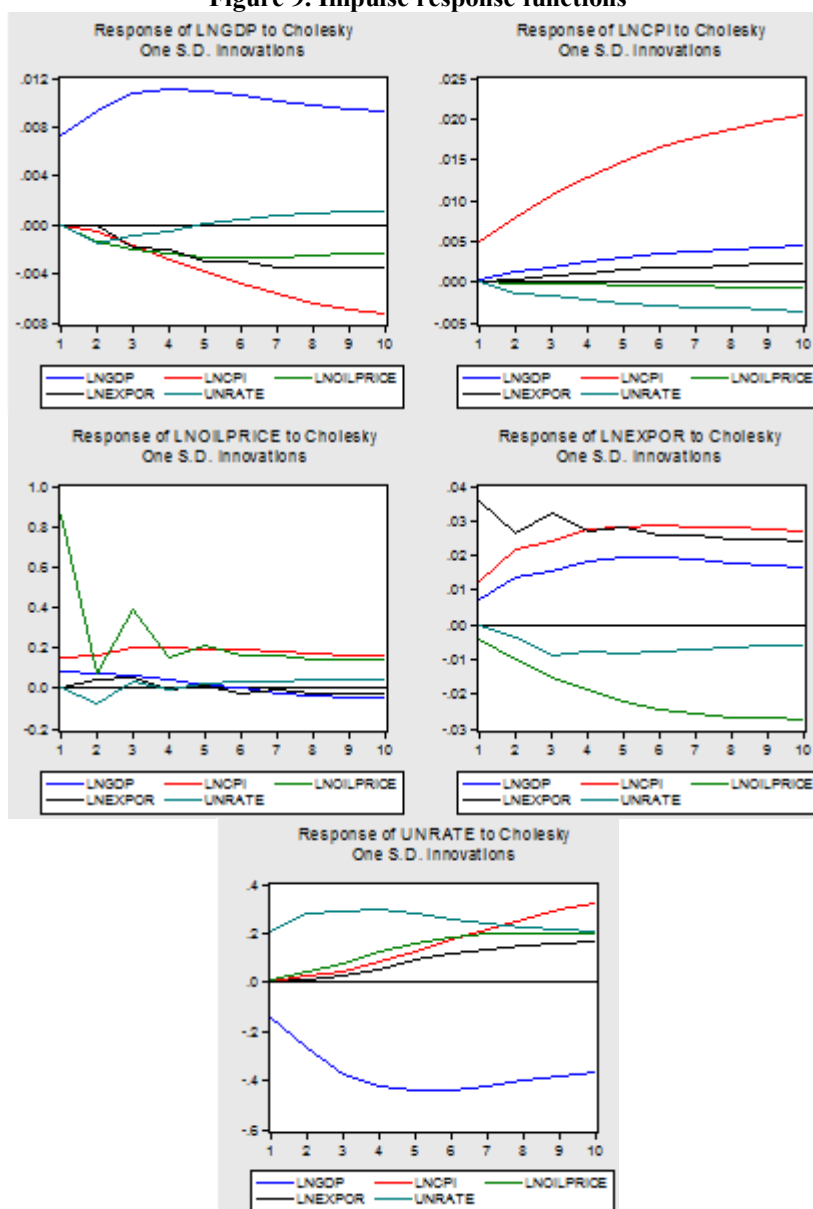 Figure 9. Impulse response functions
Response of LNGDP to Cholesky
One S.D. Innovations
.012
.008
.004
.000
-.004
-.008
1 2 3 4 5 6 7 8 9 10
LNGDP LNCPI LNOILPRICE
LNEXPOR UNRATE
Response of LNCPI to Cholesky
One S.D. Innovations
.025
.020
.015
.010
.005
.000
-.005
1 2 3 4 5 6 7 8 9 10
LNGDP LNCPI LNOILPRICE
LNEXPOR UNRATE
Response of LNOILPRICE to Cholesky
One S.D. Innovations
1.0
0.8
0.6
0.4
0.2
0.0
-0.2
1 2 3 4 5 6 7 8 9 10
LNGDP LNCPI LNOILPRICE
LNEXPOR UNRATE
Response of LNEXPOR to Cholesky
One S.D. Innovations
.04
.03
.02
.01
.00
-.01
-.02
-.03
1 2 3 4 5 6 7 8 9 10
LNGDP LNCPI LNOILPRICE
LNEXPOR UNRATE
Response of UNRATE to Cholesky
One S.D. Innovations
.4
.2
.0
-.2
-.4
-.6
1 2 3 4 5 6 7 8 9 10
LNGDP LNCPI LNOILPRICE
LNEXPOR UNRATE